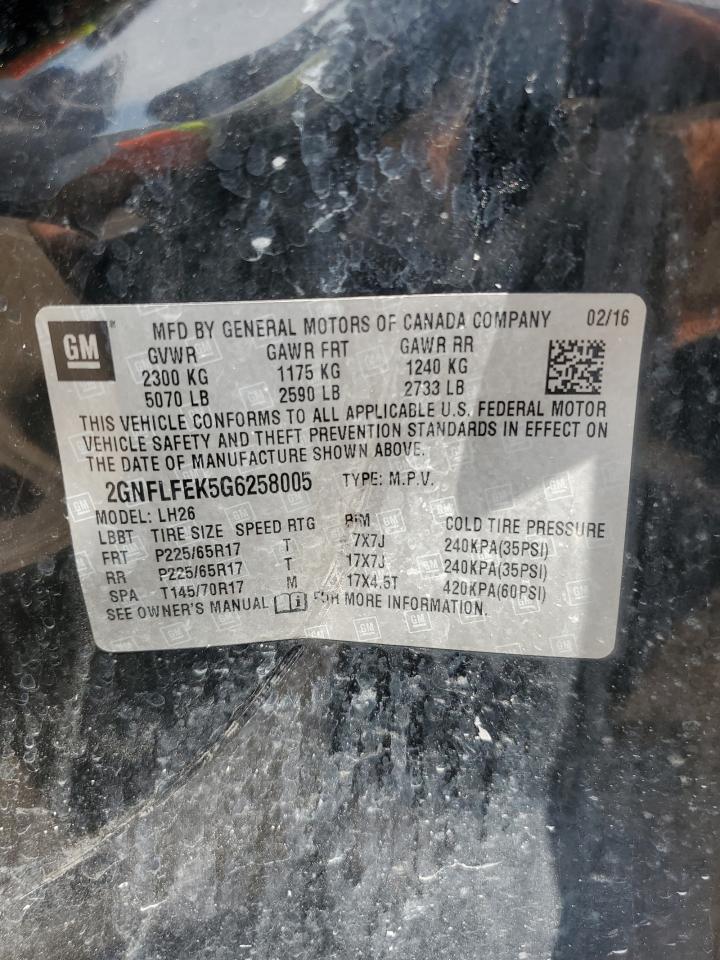 GM MFD BY GENERAL MOTORS OF CANADA COMPANY 02/16
GVWR GAWR FRT GAWR RR
2300 KG 1175 KG 1240 KG
5070 LB 2590 LB 2733 LB
THIS VEHICLE CONFORMS TO ALL APPLICABLE U.S. FEDERAL MOTOR
VEHICLE SAFETY AND THEFT PREVENTION STANDARDS IN EFFECT ON
THE DATE OF MANUFACTURE SHOWN ABOVE.
2GNFLFEK5G6258005 TYPE: M.P.V.
MODEL: LH26
LBBT TIRE SIZE SPEED RTG RIM COLD TIRE PRESSURE
FRT P225/65R17 T 7X7J 240KPA(35PSI)
RR P225/65R17 T 17X7J 240KPA(35PSI)
SPA T145/70R17 M 17X4.5T 420KPA(60PSI)
SEE OWNER'S MANUAL FOR MORE INFORMATION.